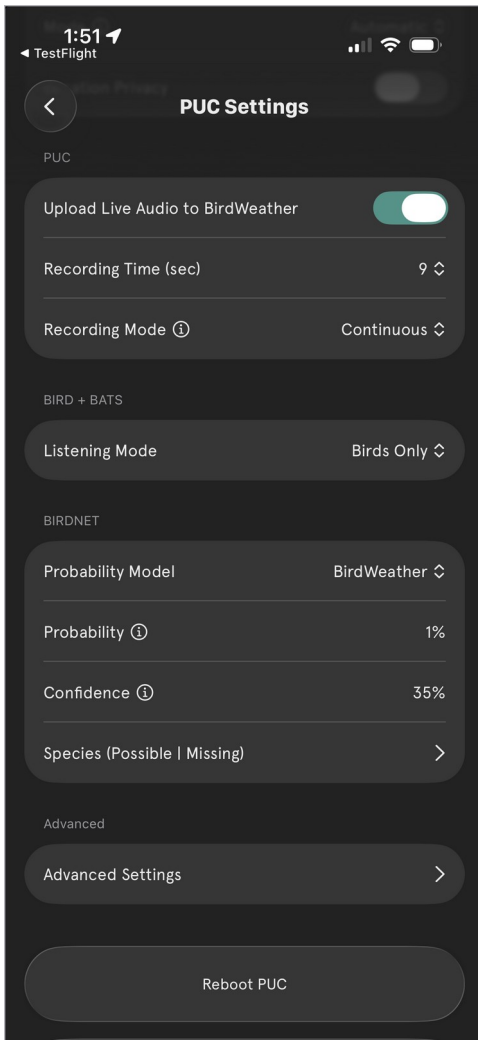 1:51
◀ TestFlight
PUC Settings
PUC
Upload Live Audio to BirdWeather
Recording Time (sec) 9
Recording Mode Continuous
BIRD + BATS
Listening Mode Birds Only
BIRDNET
Probability Model BirdWeather
Probability 1%
Confidence 35%
Species (Possible | Missing)
Advanced
Advanced Settings
Reboot PUC